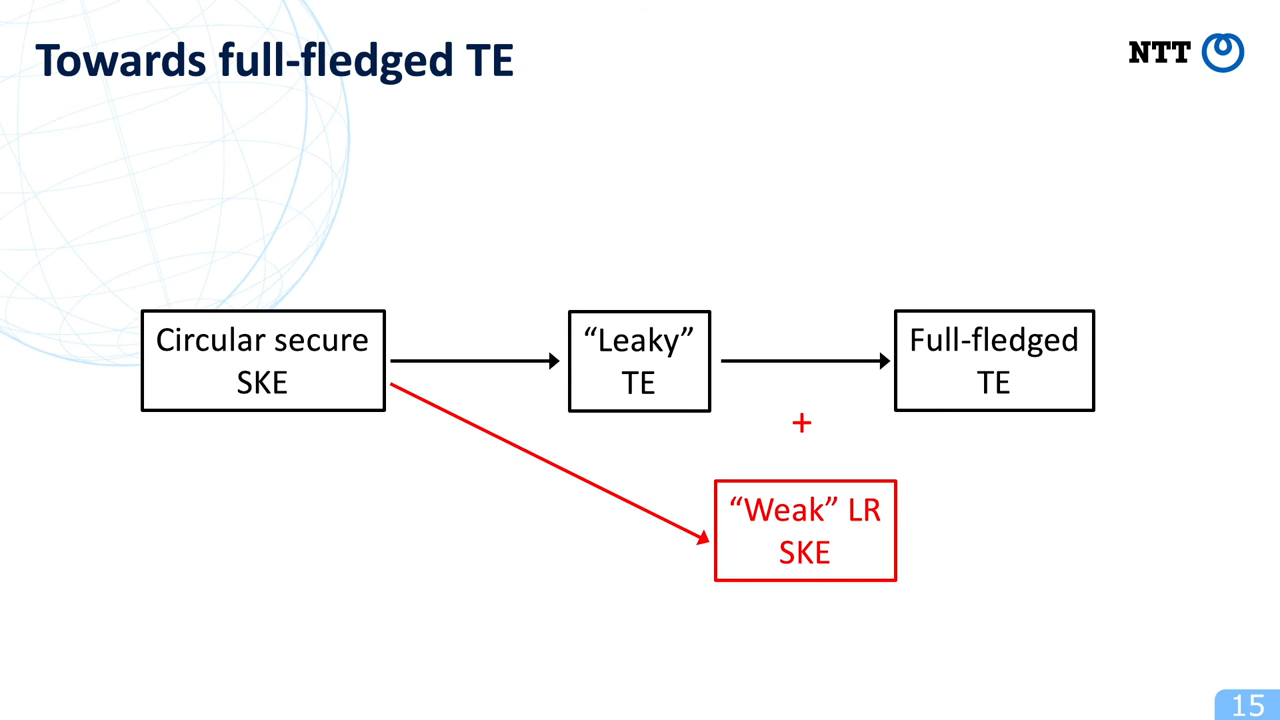 Towards full-fledged TE
NTT
Circular secure
SKE
“Leaky”
TE
Full-fledged
TE
+
“Weak” LR
SKE
15